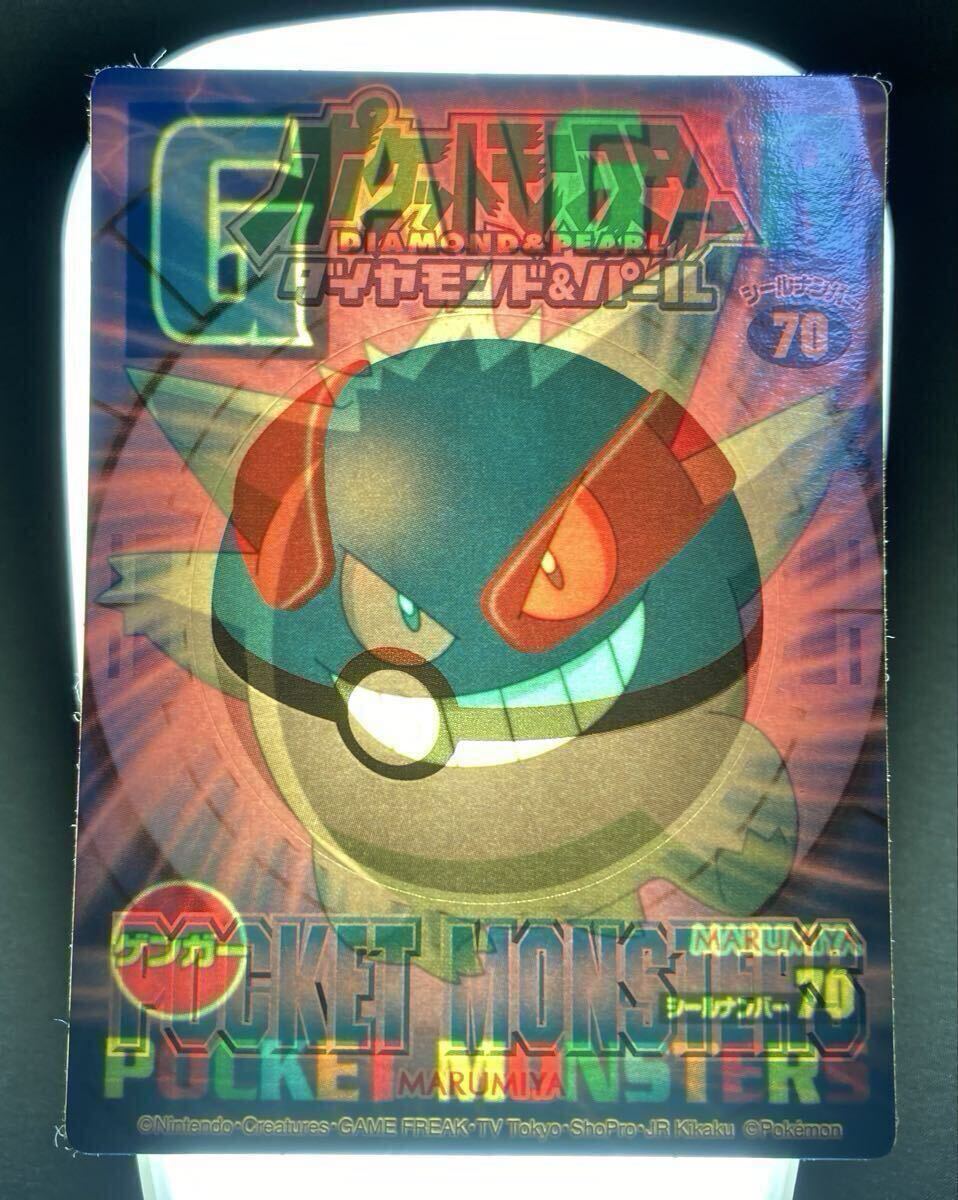 GANGAR
ポケットモンスター
DIAMOND&PEARL
ダイヤモンド&パール
シールナンバー
70
ゲンガー
POCKET MONSTERS
MARUMIYA
シールナンバー 70
POCKET MONSTERS
MARUMIYA
©Nintendo・Creatures・GAME FREAK・TV Tokyo・ShoPro・JR Kikaku ©Pokémon